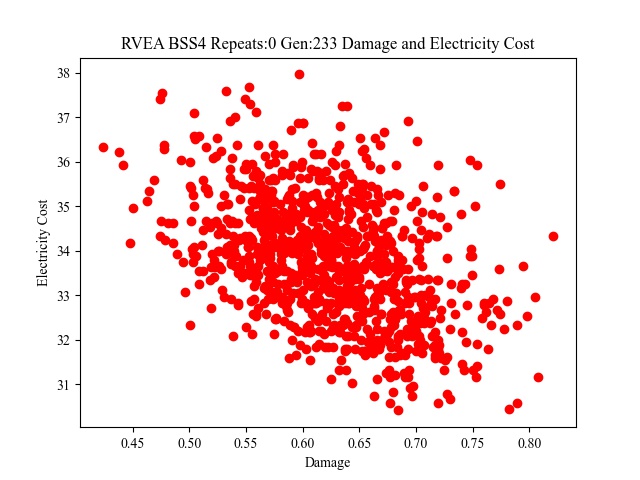 RVEA BSS4 Repeats:0 Gen:233 Damage and Electricity Cost
38
37
36
35
34
33
32
31
Electricity Cost
0.45 0.50 0.55 0.60 0.65 0.70 0.75 0.80
Damage